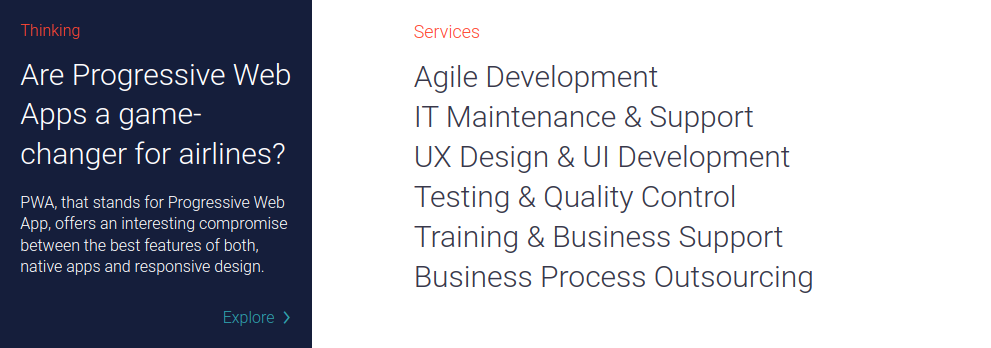 Thinking
Are Progressive Web
Apps a game-
changer for airlines?
PWA, that stands for Progressive Web
App, offers an interesting compromise
between the best features of both,
native apps and responsive design.
Explore
Services
Agile Development
IT Maintenance & Support
UX Design & UI Development
Testing & Quality Control
Training & Business Support
Business Process Outsourcing